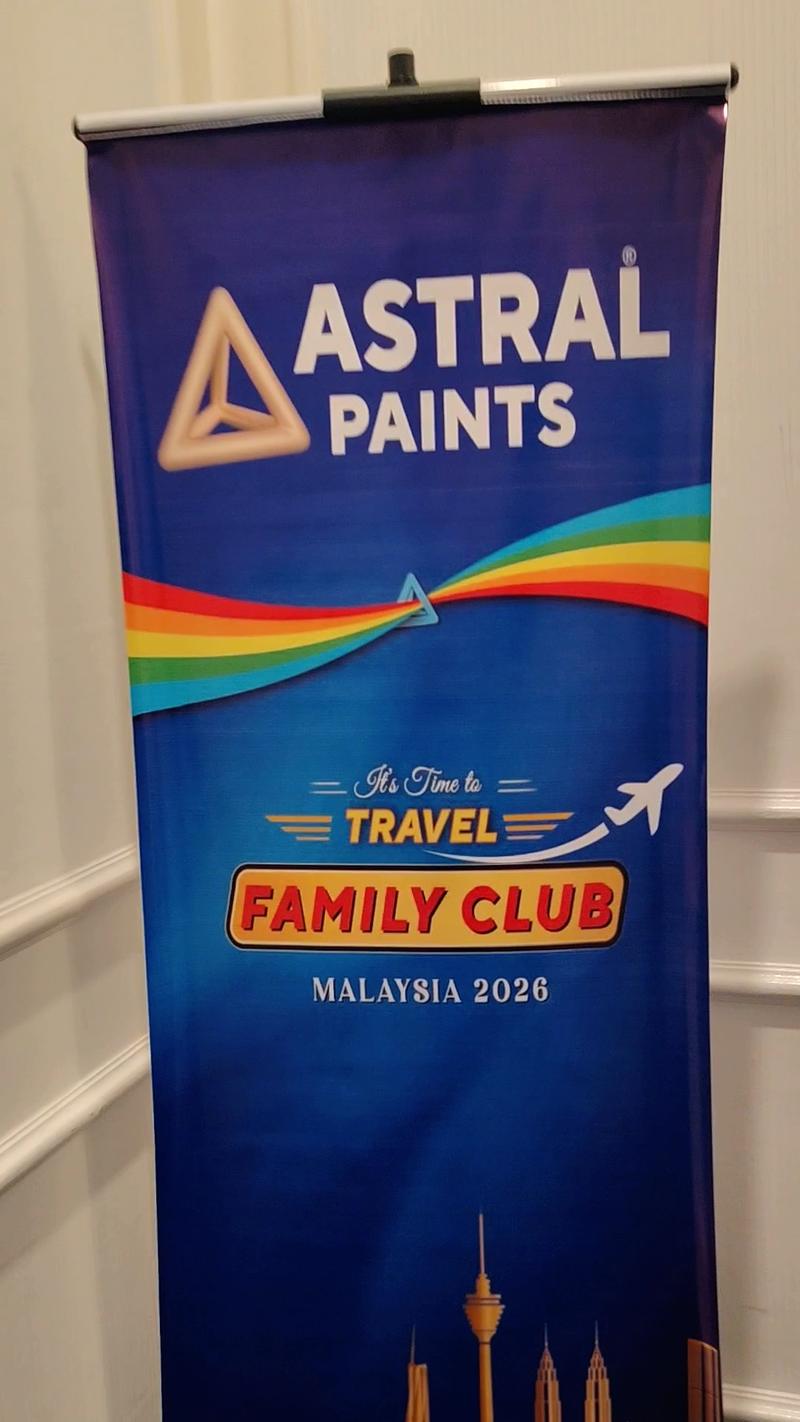 ASTRAL®
PAINTS
It's Time to
TRAVEL
FAMILY CLUB
MALAYSIA 2026